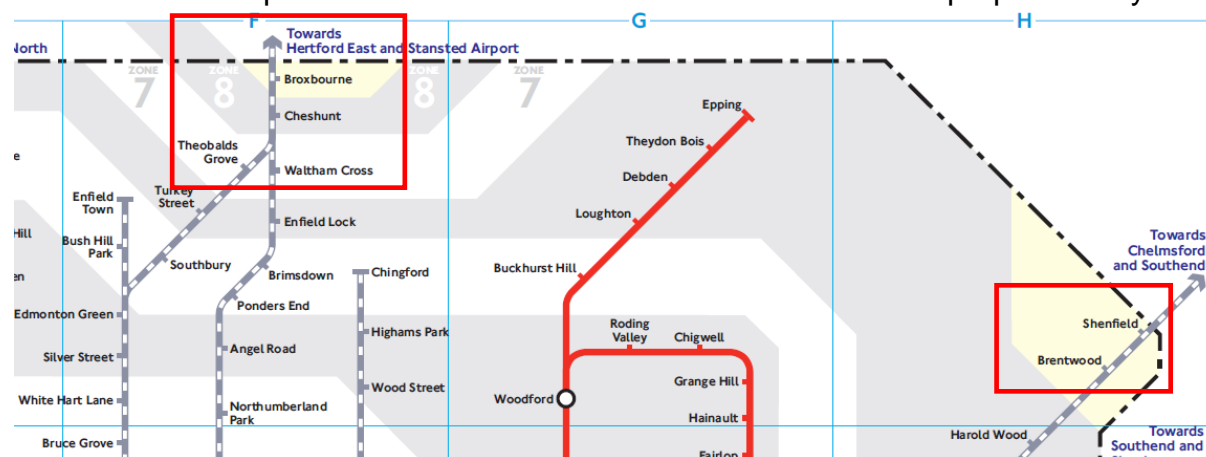 F
G
H
Towards
Hertford East and Stansted Airport
North
ZONE
7
ZONE
8
ZONE
8
ZONE
7
Broxbourne
Cheshunt
Theobalds
Grove
Waltham Cross
Turkey
Street
Enfield
Town
Enfield Lock
Hill
Bush Hill
Park
Southbury
Brimsdown
Chingford
Ponders End
Edmonton Green
Highams Park
Silver Street
Angel Road
Wood Street
White Hart Lane
Northumberland
Park
Bruce Grove
Epping
Theydon Bois
Debden
Loughton
Buckhurst Hill
Roding
Valley
Chigwell
Grange Hill
Woodford
Hainault
Fairlop
Towards
Chelmsford
and Southend
Shenfield
Brentwood
Harold Wood
Towards
Southend and